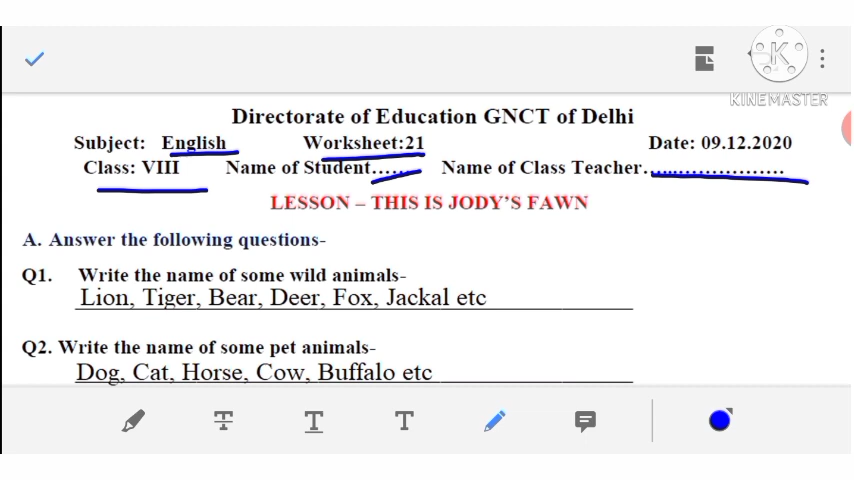 K
KINEMASTER
Directorate of Education GNCT of Delhi
Subject: English Worksheet:21 Date: 09.12.2020
Class: VIII Name of Student....... Name of Class Teacher......................
LESSON – THIS IS JODY'S FAWN
A. Answer the following questions-
Q1. Write the name of some wild animals-
Lion, Tiger, Bear, Deer, Fox, Jackal etc
Q2. Write the name of some pet animals-
Dog, Cat, Horse, Cow, Buffalo etc
T T T